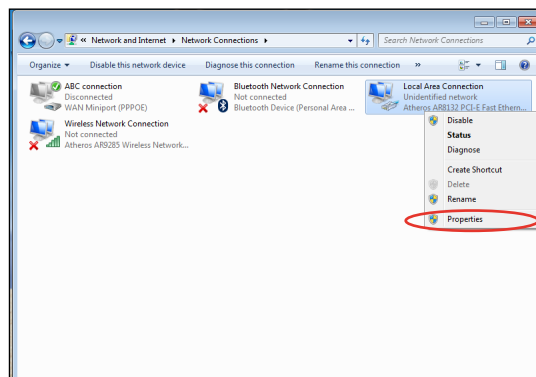 « Network and Internet ▸ Network Connections ▸ Search Network Connections
Organize ▾ Disable this network device Diagnose this connection Rename this connection »
ABC connection
Disconnected
WAN Miniport (PPPOE)
Bluetooth Network Connection
Not connected
Bluetooth Device (Personal Area ...
Local Area Connection
Unidentified network
Atheros AR8132 PCI-E Fast Ethern...
Wireless Network Connection
Not connected
Atheros AR9285 Wireless Network...
Disable
Status
Diagnose
Create Shortcut
Delete
Rename
Properties